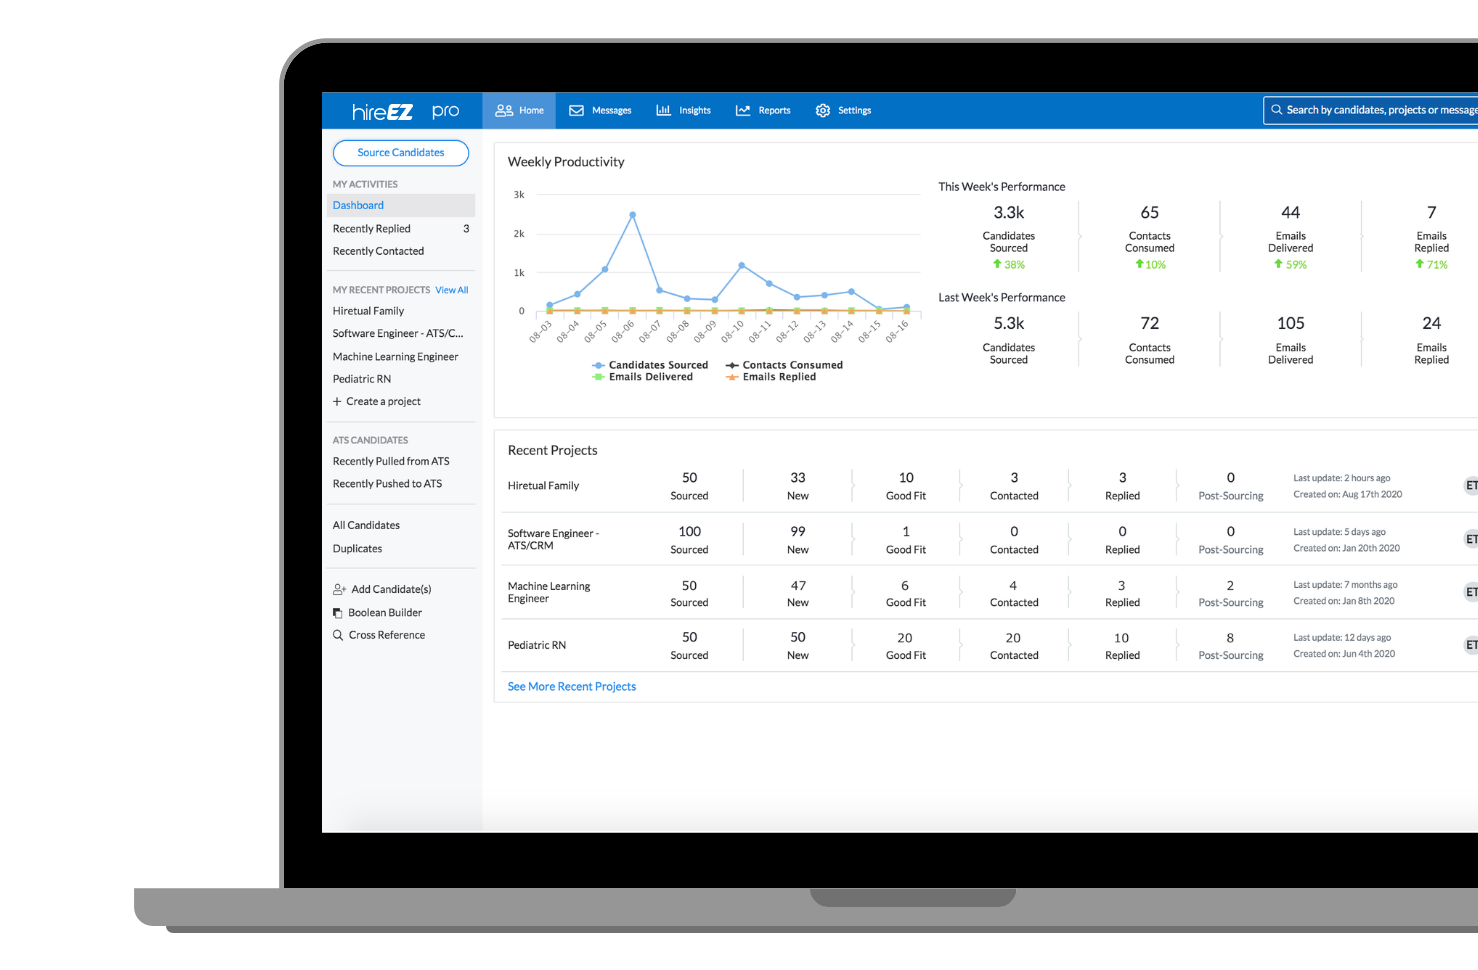 hireEZ pro
Home
Messages
Insights
Reports
Settings
Search by candidates, projects or message
Source Candidates
MY ACTIVITIES
Dashboard
Recently Replied 3
Recently Contacted
MY RECENT PROJECTS View All
Hiretual Family
Software Engineer - ATS/C...
Machine Learning Engineer
Pediatric RN
+ Create a project
ATS CANDIDATES
Recently Pulled from ATS
Recently Pushed to ATS
All Candidates
Duplicates
Add Candidate(s)
Boolean Builder
Cross Reference
Weekly Productivity
3k
2k
1k
0
08-03 08-04 08-05 08-06 08-07 08-08 08-09 08-10 08-11 08-12 08-13 08-14 08-15 08-16
Candidates Sourced Contacts Consumed
Emails Delivered Emails Replied
This Week's Performance
3.3k 65 44 7
Candidates Contacts Emails Emails
Sourced Consumed Delivered Replied
38% 10% 59% 71%
Last Week's Performance
5.3k 72 105 24
Candidates Contacts Emails Emails
Sourced Consumed Delivered Replied
Recent Projects
Hiretual Family
50 33 10 3 3 0
Sourced New Good Fit Contacted Replied Post-Sourcing
Last update: 2 hours ago
Created on: Aug 17th 2020
ET
Software Engineer -
ATS/CRM
100 99 1 0 0 0
Sourced New Good Fit Contacted Replied Post-Sourcing
Last update: 5 days ago
Created on: Jan 20th 2020
ET
Machine Learning
Engineer
50 47 6 4 3 2
Sourced New Good Fit Contacted Replied Post-Sourcing
Last update: 7 months ago
Created on: Jan 8th 2020
ET
Pediatric RN
50 50 20 20 10 8
Sourced New Good Fit Contacted Replied Post-Sourcing
Last update: 12 days ago
Created on: Jun 4th 2020
ET
See More Recent Projects